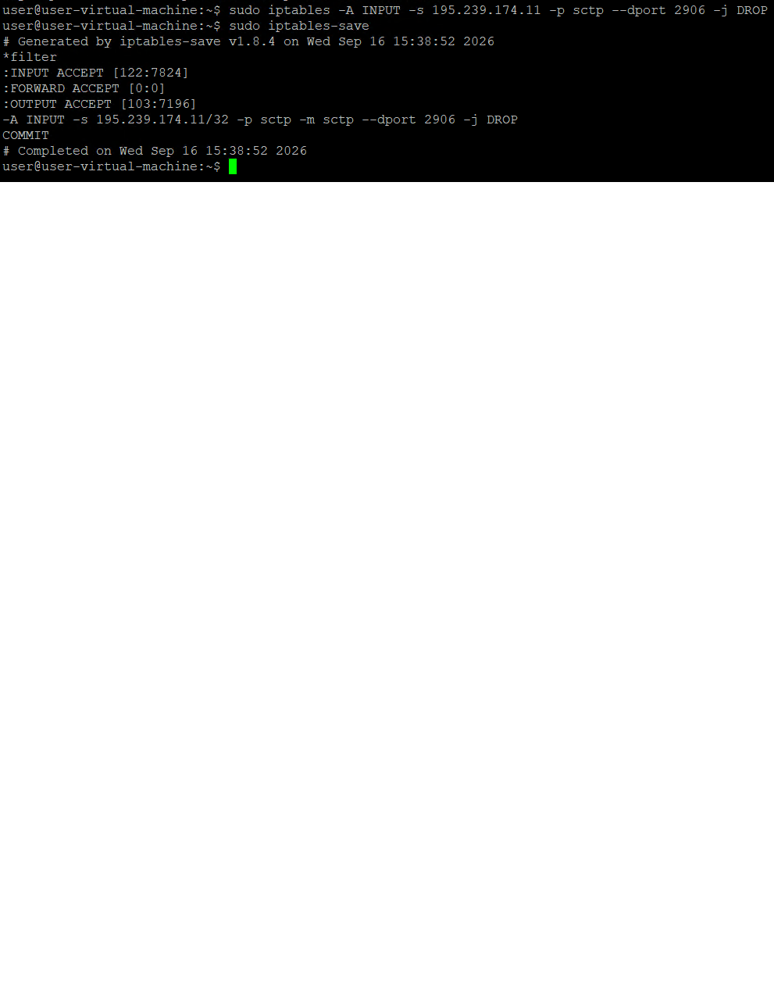 user@user-virtual-machine:~$ sudo iptables -A INPUT -s 195.239.174.11 -p sctp --dport 2906 -j DROP
user@user-virtual-machine:~$ sudo iptables-save
# Generated by iptables-save v1.8.4 on Wed Sep 16 15:38:52 2026
*filter
:INPUT ACCEPT [122:7824]
:FORWARD ACCEPT [0:0]
:OUTPUT ACCEPT [103:7196]
-A INPUT -s 195.239.174.11/32 -p sctp -m sctp --dport 2906 -j DROP
COMMIT
# Completed on Wed Sep 16 15:38:52 2026
user@user-virtual-machine:~$